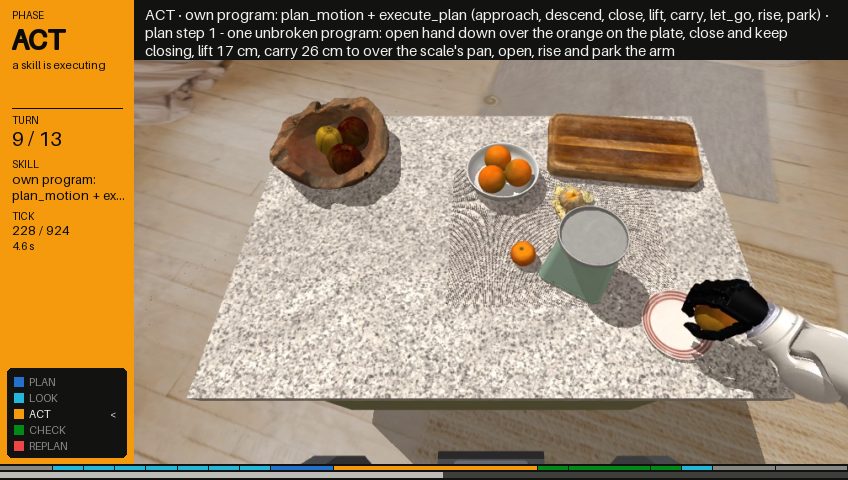 PHASE
ACT
a skill is executing
TURN
9 / 13
SKILL
own program:
plan_motion + ex...
TICK
228 / 924
4.6 s
PLAN
LOOK
ACT <
CHECK
REPLAN
ACT · own program: plan_motion + execute_plan (approach, descend, close, lift, carry, let_go, rise, park) ·
plan step 1 - one unbroken program: open hand down over the orange on the plate, close and keep
closing, lift 17 cm, carry 26 cm to over the scale's pan, open, rise and park the arm